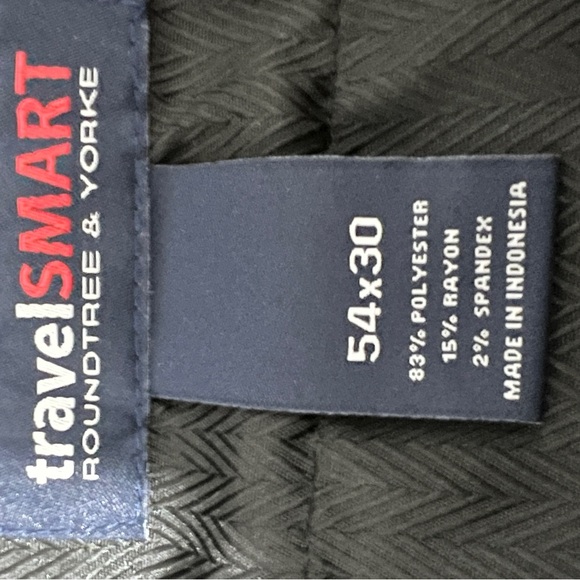 travelSMART
ROUNDTREE & YORKE
54x30
83% POLYESTER
15% RAYON
2% SPANDEX
MADE IN INDONESIA